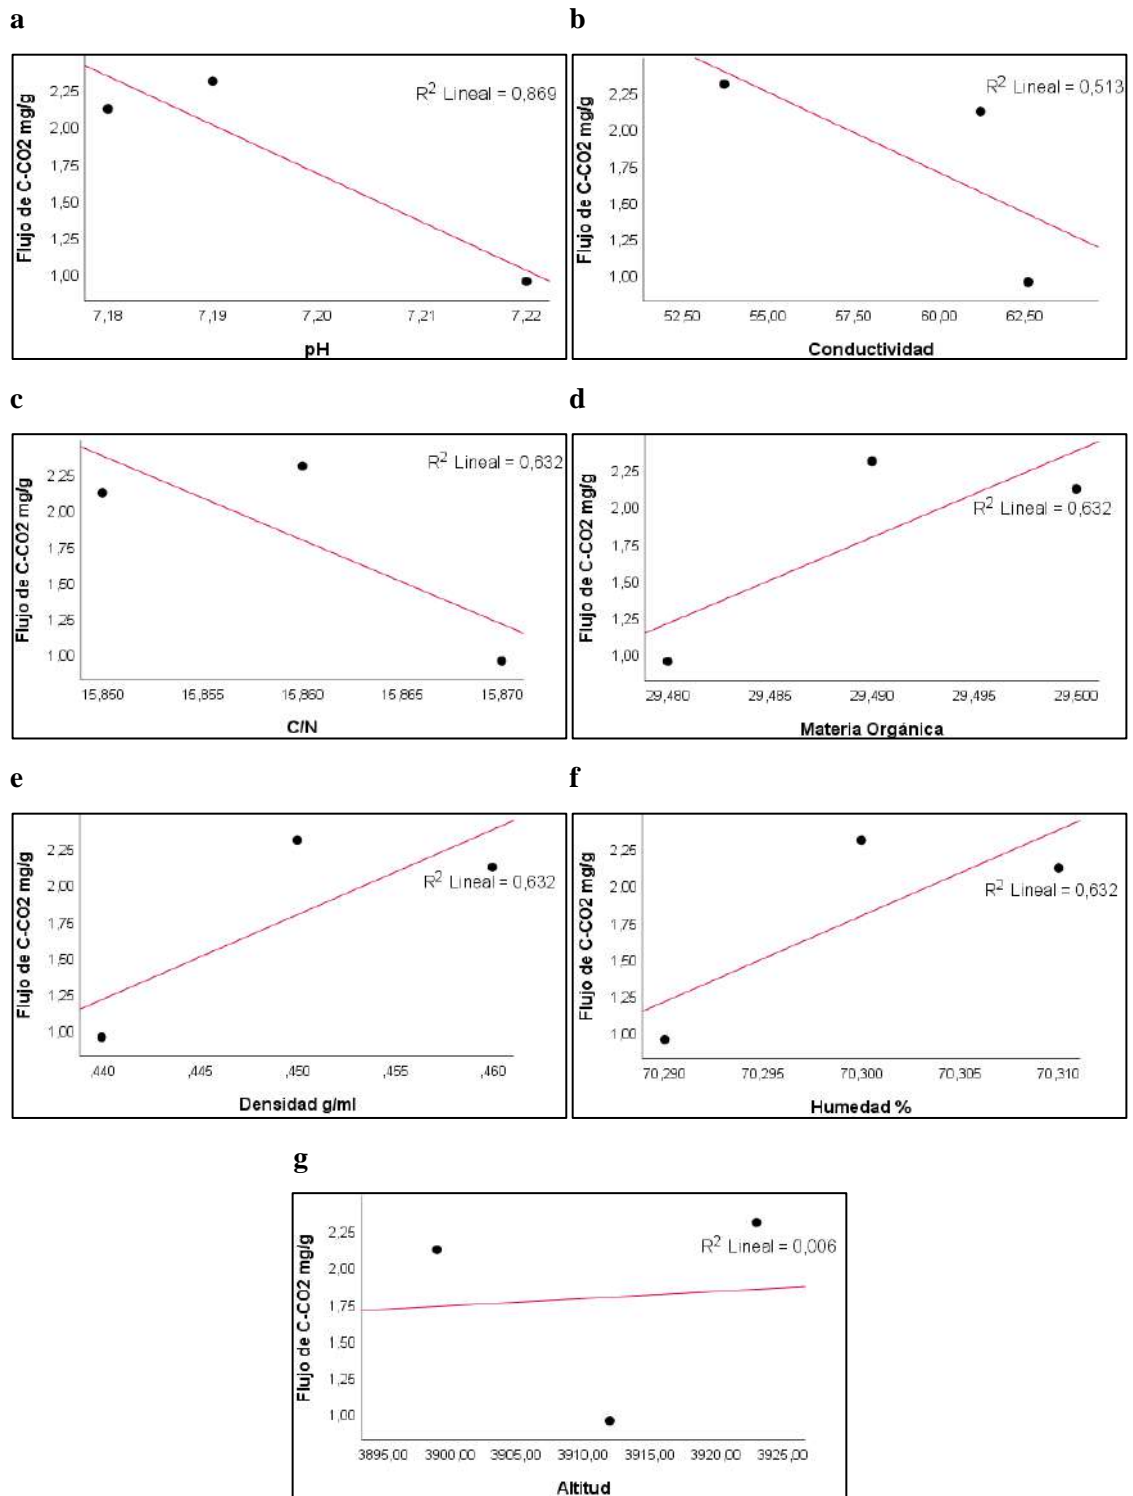 a
b
Flujo de C-CO2 mg/g
2,25
2,00
1,75
1,50
1,25
1,00
R2 Lineal = 0,869
7,18 7,19 7,20 7,21 7,22
pH
Flujo de C-CO2 mg/g
2,25
2,00
1,75
1,50
1,25
1,00
R2 Lineal = 0,513
52,50 55,00 57,50 60,00 62,50
Conductividad
c
d
Flujo de C-CO2 mg/g
2,25
2,00
1,75
1,50
1,25
1,00
R2 Lineal = 0,632
15,850 15,855 15,860 15,865 15,870
C/N
Flujo de C-CO2 mg/g
2,25
2,00
1,75
1,50
1,25
1,00
R2 Lineal = 0,632
29,480 29,485 29,490 29,495 29,500
Materia Orgánica
e
f
Flujo de C-CO2 mg/g
2,25
2,00
1,75
1,50
1,25
1,00
R2 Lineal = 0,632
,440 ,445 ,450 ,455 ,460
Densidad g/ml
Flujo de C-CO2 mg/g
2,25
2,00
1,75
1,50
1,25
1,00
R2 Lineal = 0,632
70,290 70,295 70,300 70,305 70,310
Humedad %
g
Flujo de C-CO2 mg/g
2,25
2,00
1,75
1,50
1,25
1,00
R2 Lineal = 0,006
3895,00 3900,00 3905,00 3910,00 3915,00 3920,00 3925,00
Altitud